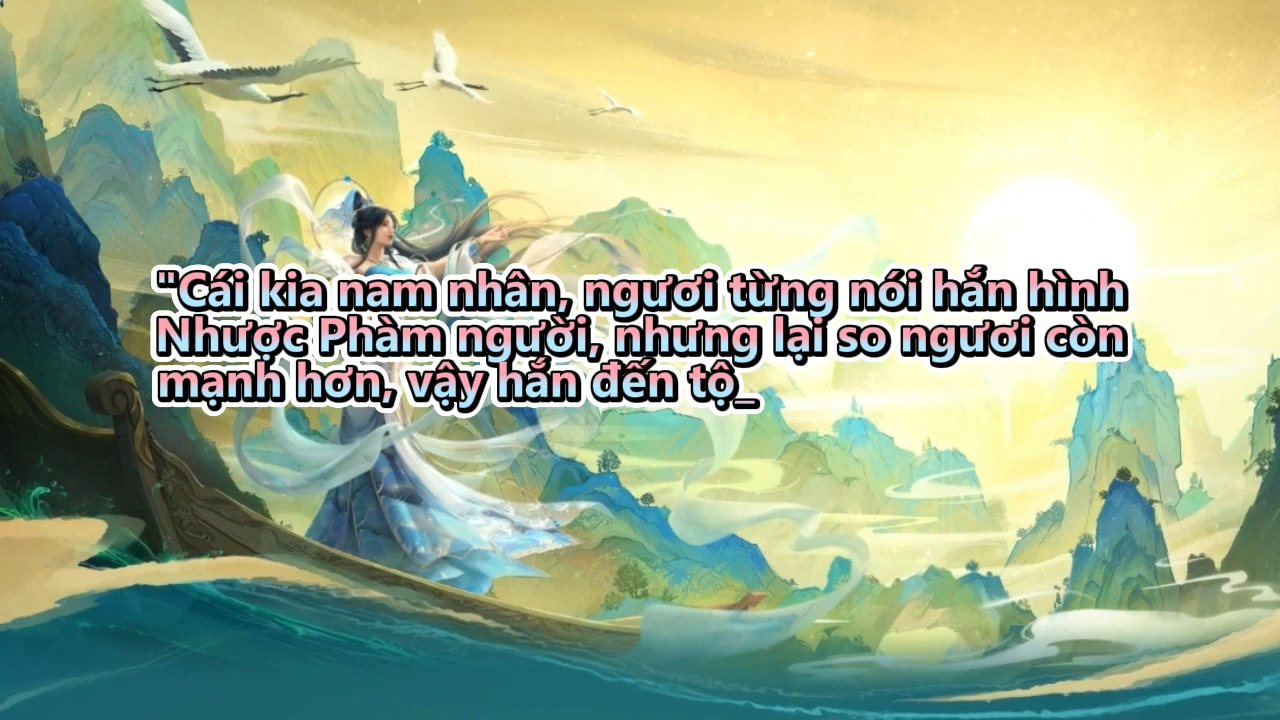 "Cái kia nam nhân, ngươi từng nói hắn hình
Nhược Phàm người, nhưng lại so ngươi còn
mạnh hơn, vậy hắn đến tộ_